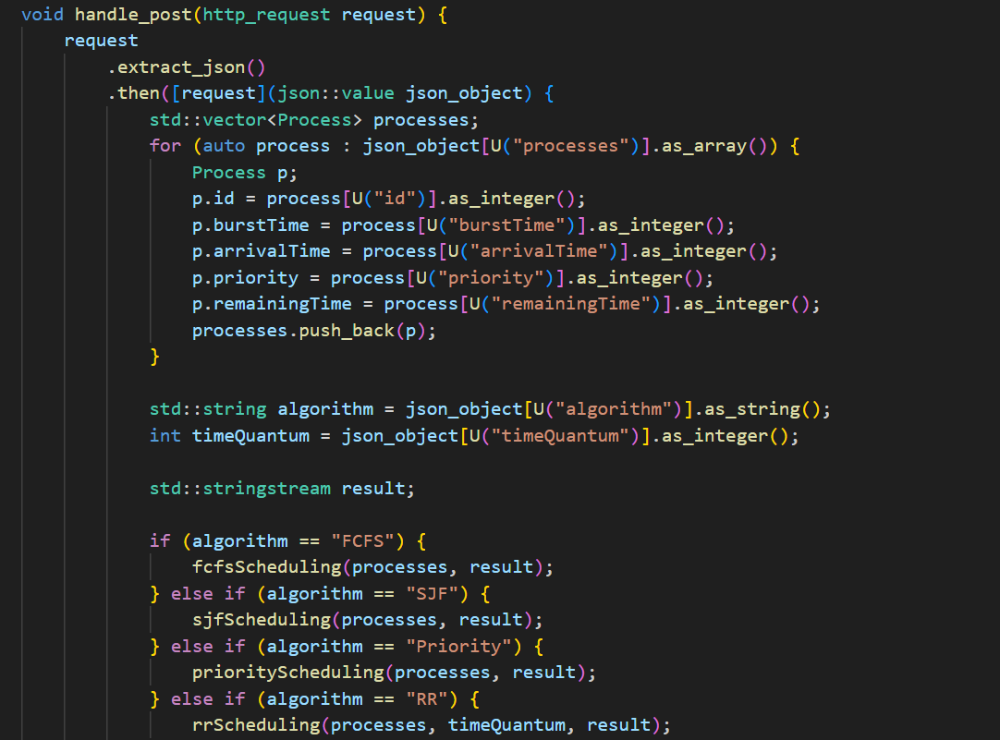 void handle_post(http_request request) {
    request
        .extract_json()
        .then([request](json::value json_object) {
            std::vector<Process> processes;
            for (auto process : json_object[U("processes")].as_array()) {
                Process p;
                p.id = process[U("id")].as_integer();
                p.burstTime = process[U("burstTime")].as_integer();
                p.arrivalTime = process[U("arrivalTime")].as_integer();
                p.priority = process[U("priority")].as_integer();
                p.remainingTime = process[U("remainingTime")].as_integer();
                processes.push_back(p);
            }

            std::string algorithm = json_object[U("algorithm")].as_string();
            int timeQuantum = json_object[U("timeQuantum")].as_integer();

            std::stringstream result;

            if (algorithm == "FCFS") {
                fcfsScheduling(processes, result);
            } else if (algorithm == "SJF") {
                sjfScheduling(processes, result);
            } else if (algorithm == "Priority") {
                priorityScheduling(processes, result);
            } else if (algorithm == "RR") {
                rrScheduling(processes, timeQuantum, result);